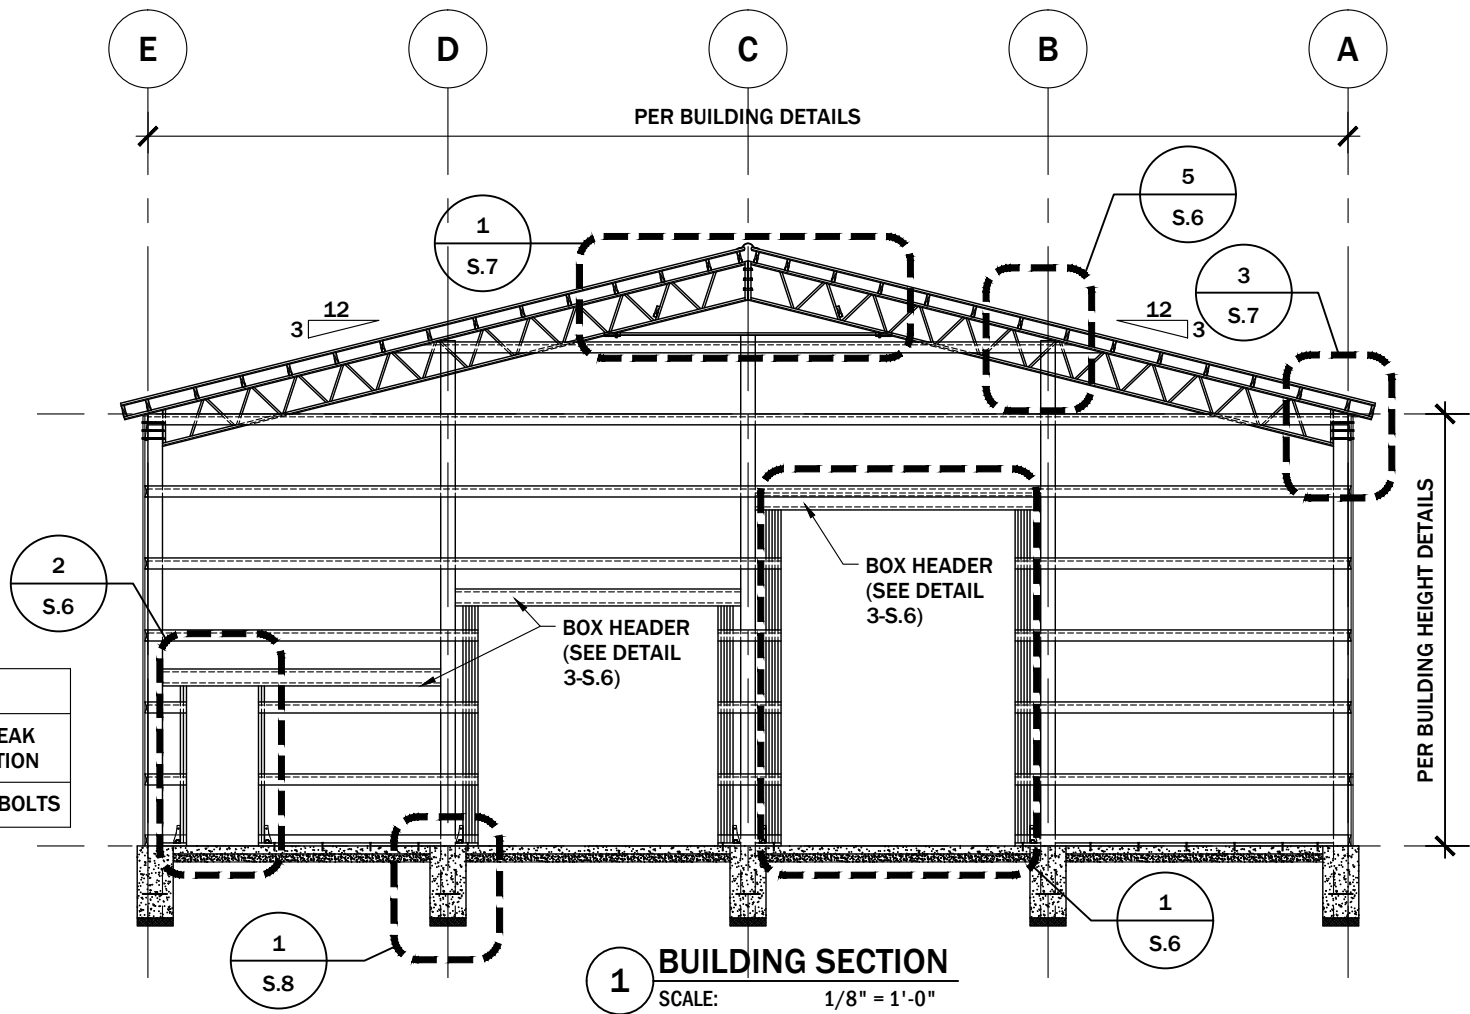 E
D
C
B
A
PER BUILDING DETAILS
5
S.6
1
S.7
3
S.7
12
3
12
3
PER BUILDING HEIGHT DETAILS
BOX HEADER
(SEE DETAIL
3-S.6)
2
S.6
BOX HEADER
(SEE DETAIL
3-S.6)
EAK
TION
BOLTS
1
S.8
1
S.6
1
BUILDING SECTION
SCALE: 1/8" = 1'-0"